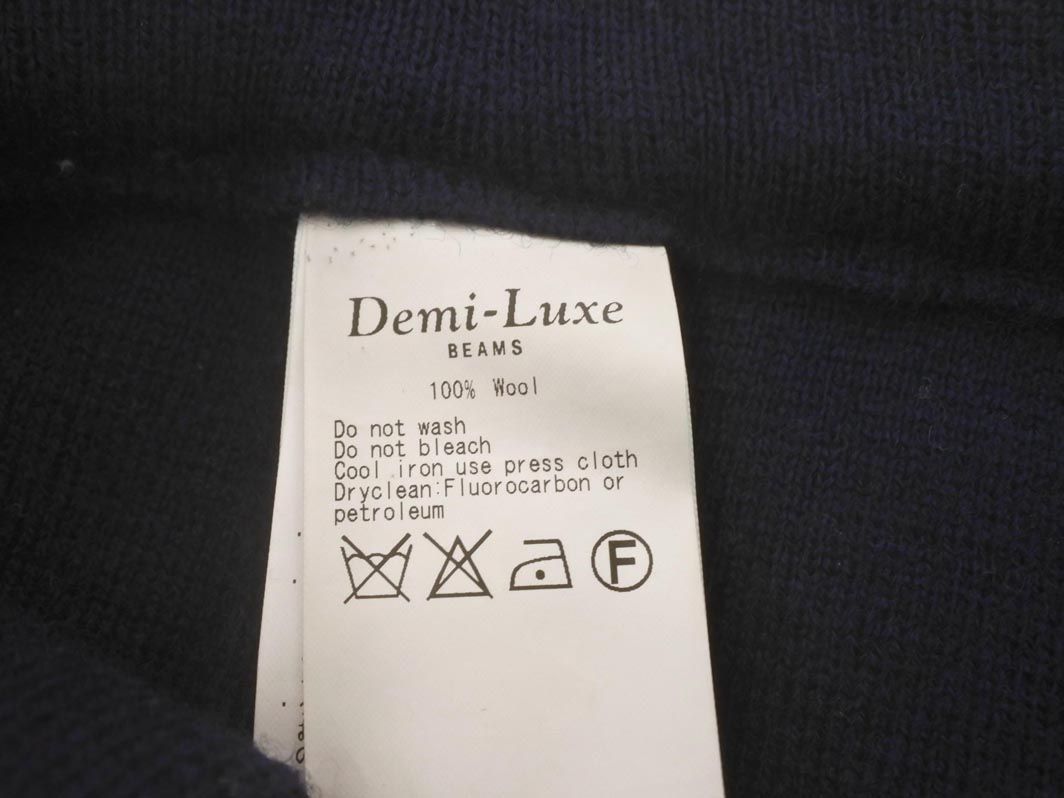 Demi-Luxe
BEAMS
100% Wool
Do not wash
Do not bleach
Cool iron use press cloth
Dryclean:Fluorocarbon or
petroleum
F